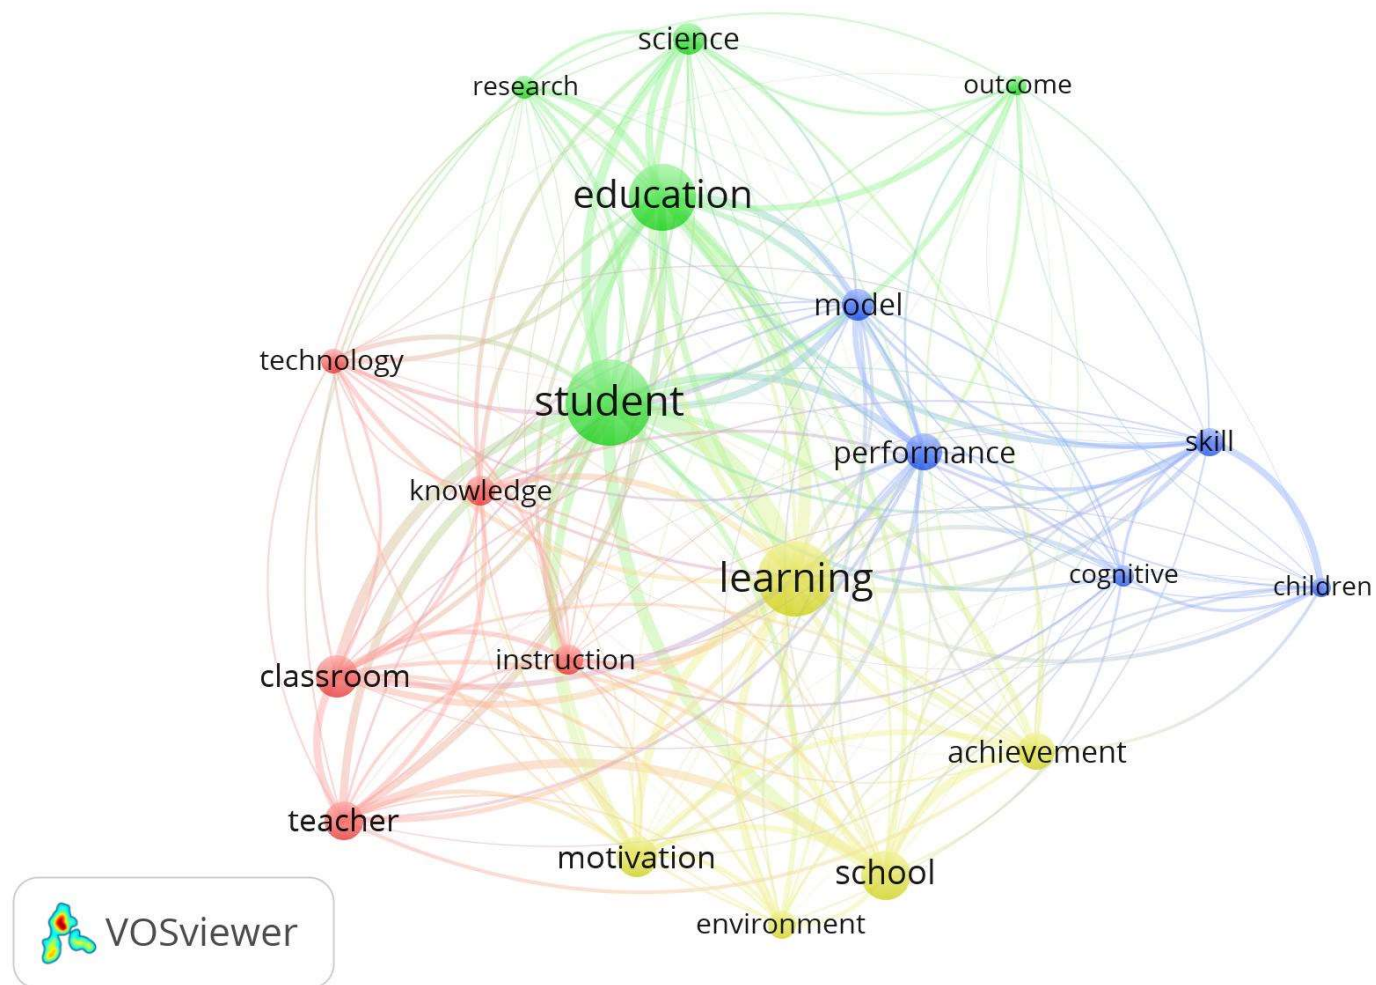 science
research
outcome
education
model
technology
student
skill
performance
knowledge
cognitive
learning
children
instruction
classroom
achievement
teacher
motivation
school
environment
VOSviewer